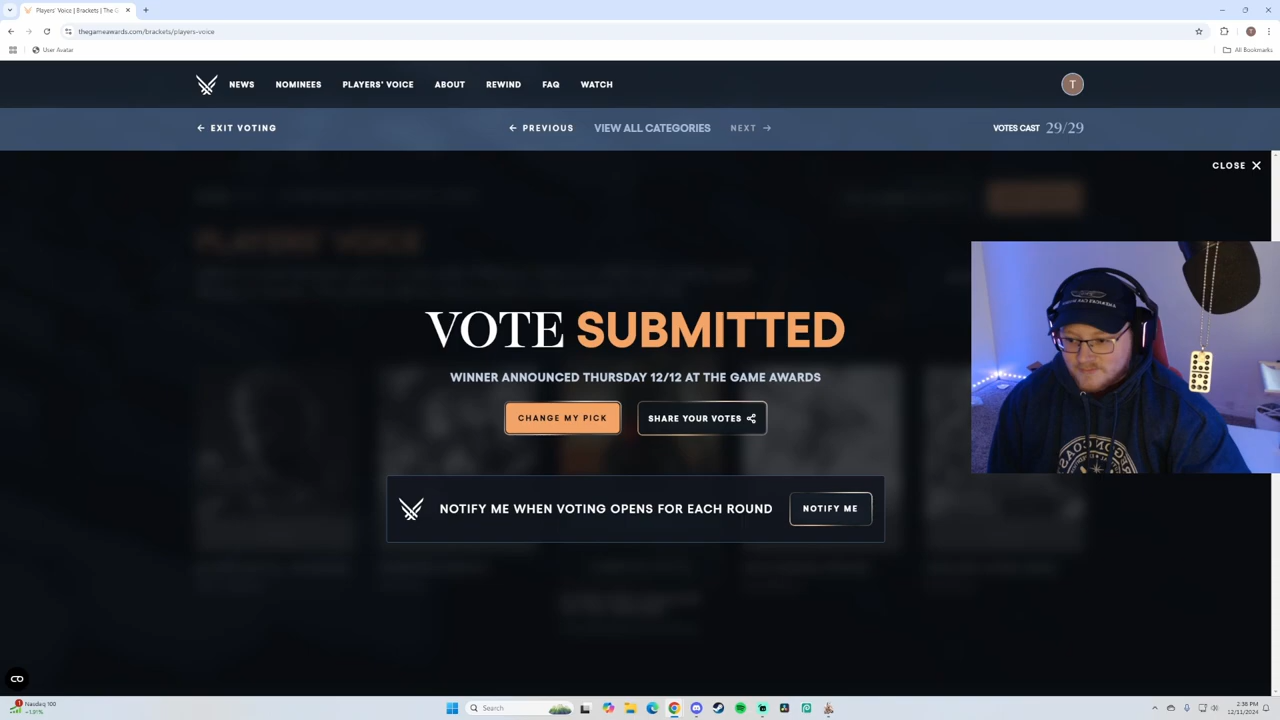 Players' Voice | Brackets | The G
thegameawards.com/brackets/players-voice
User Avatar
All Bookmarks
NEWS
NOMINEES
PLAYERS' VOICE
ABOUT
REWIND
FAQ
WATCH
T
EXIT VOTING
PREVIOUS
VIEW ALL CATEGORIES
NEXT
VOTES CAST 29/29
CLOSE
PLAYERS' VOICE
VOTE SUBMITTED
WINNER ANNOUNCED THURSDAY 12/12 AT THE GAME AWARDS
CHANGE MY PICK
SHARE YOUR VOTES
NOTIFY ME WHEN VOTING OPENS FOR EACH ROUND
NOTIFY ME
Nasdaq 100
+1.91%
Search
2:36 PM
12/11/2024